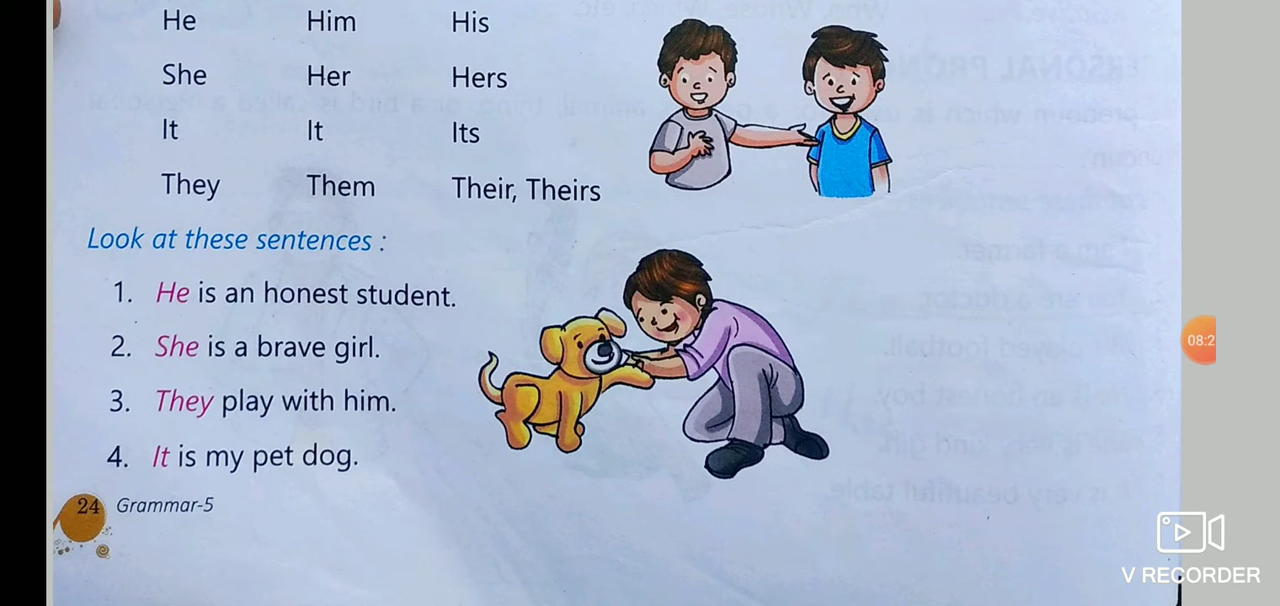 He Him His
She Her Hers
It It Its
They Them Their, Theirs
Look at these sentences :
1. He is an honest student.
2. She is a brave girl.
3. They play with him.
4. It is my pet dog.
24 Grammar-5
08:2
V RECORDER